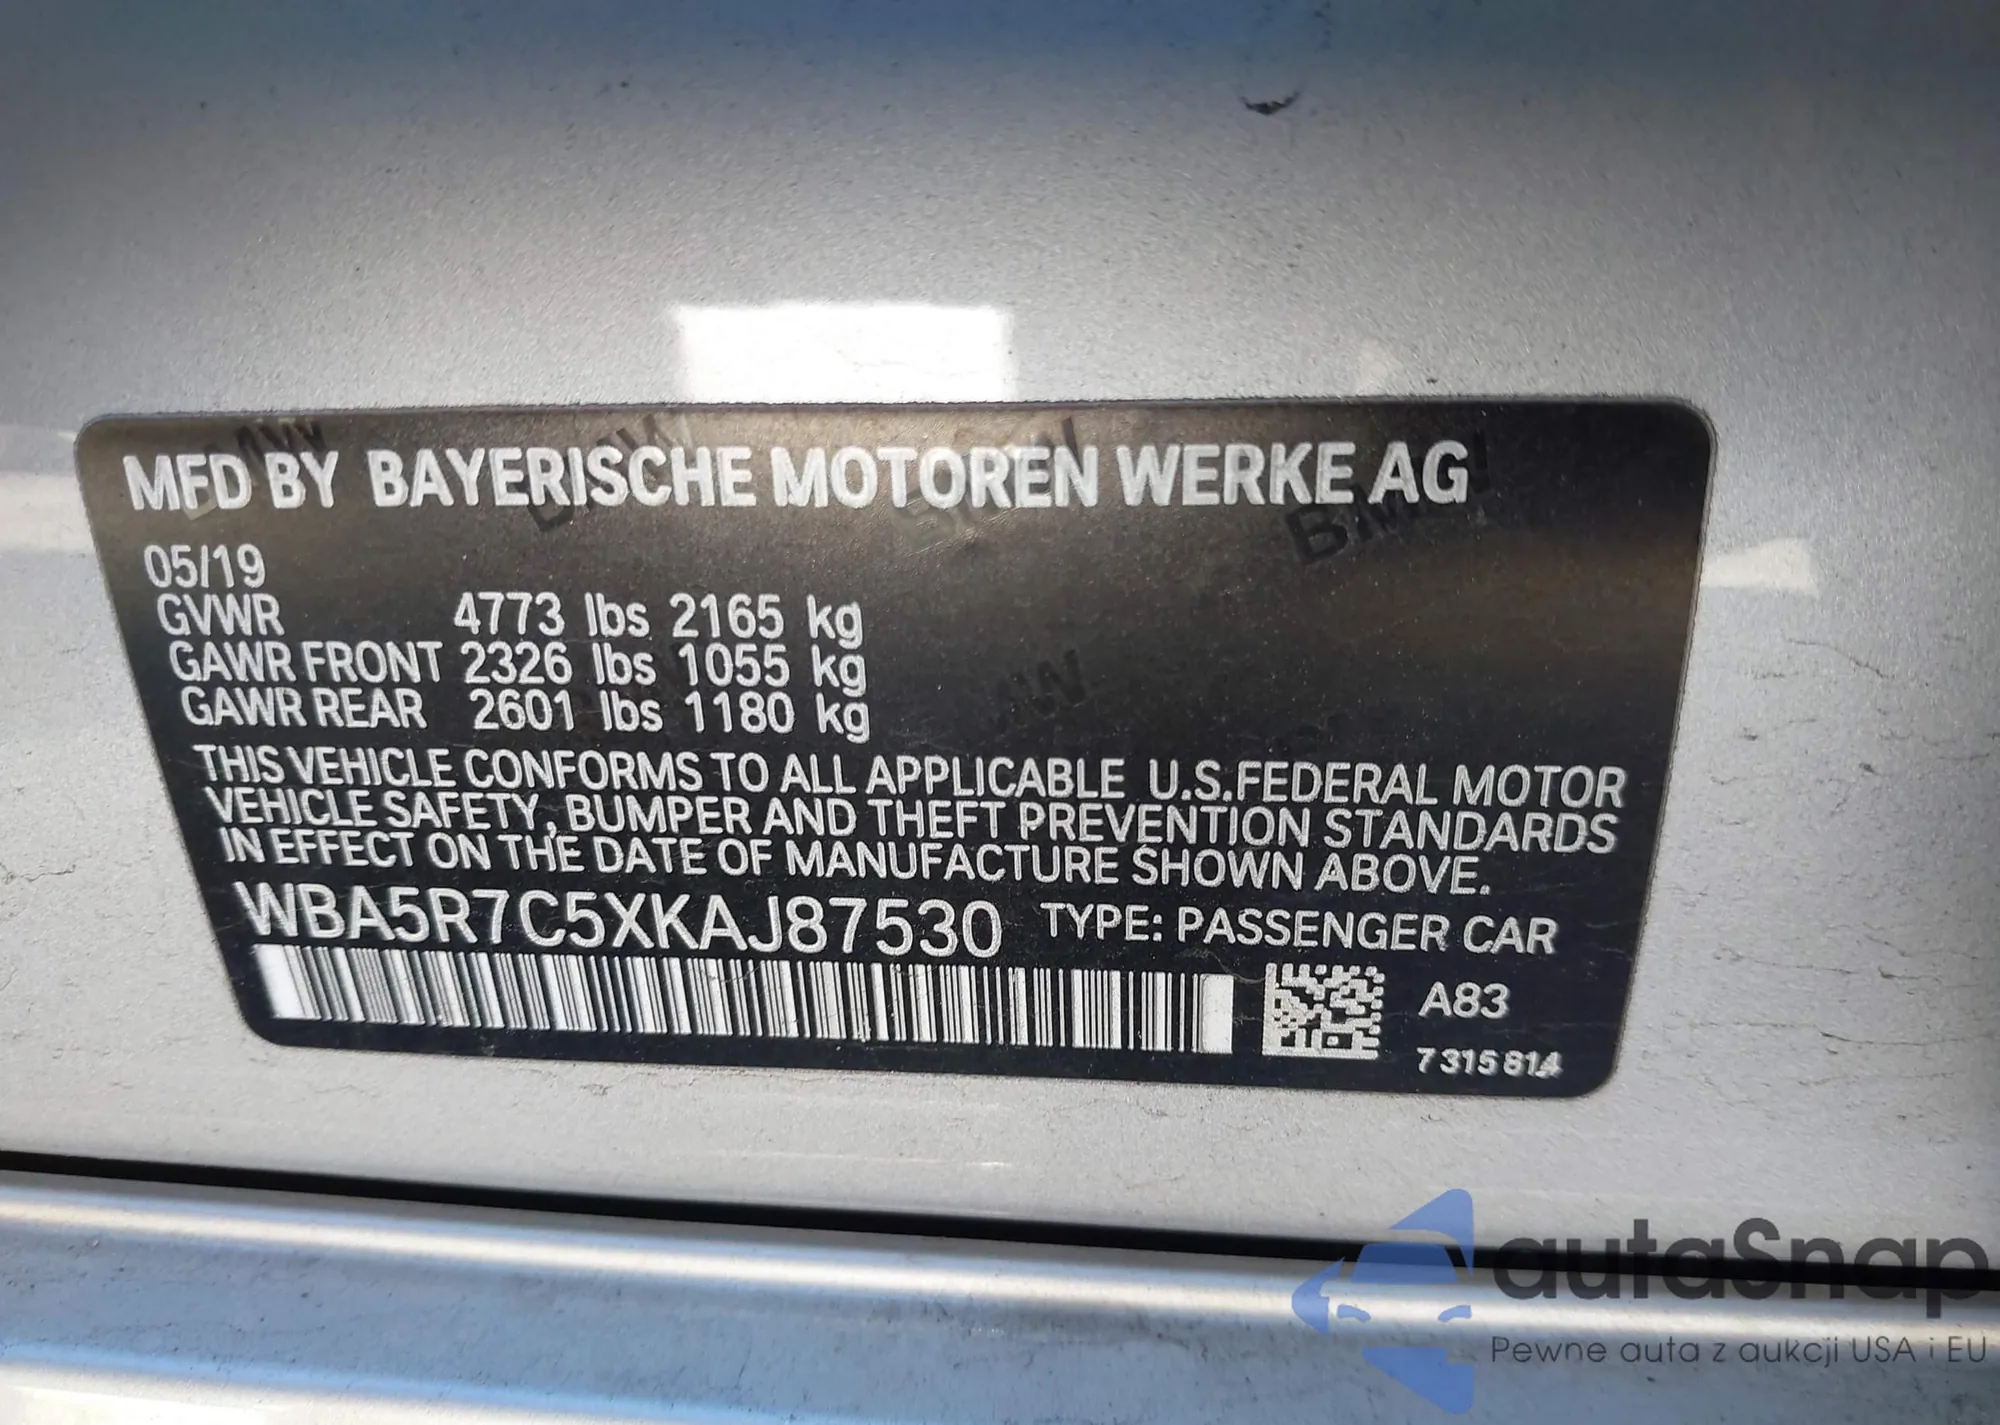 MFD BY BAYERISCHE MOTOREN WERKE AG
05/19
GVWR 4773 lbs 2165 kg
GAWR FRONT 2326 lbs 1055 kg
GAWR REAR 2601 lbs 1180 kg
THIS VEHICLE CONFORMS TO ALL APPLICABLE U.S.FEDERAL MOTOR
VEHICLE SAFETY, BUMPER AND THEFT PREVENTION STANDARDS
IN EFFECT ON THE DATE OF MANUFACTURE SHOWN ABOVE.
WBA5R7C5XKAJ87530 TYPE: PASSENGER CAR
A83
7315814
autaSnap
Pewne auta z aukcji USA i EU